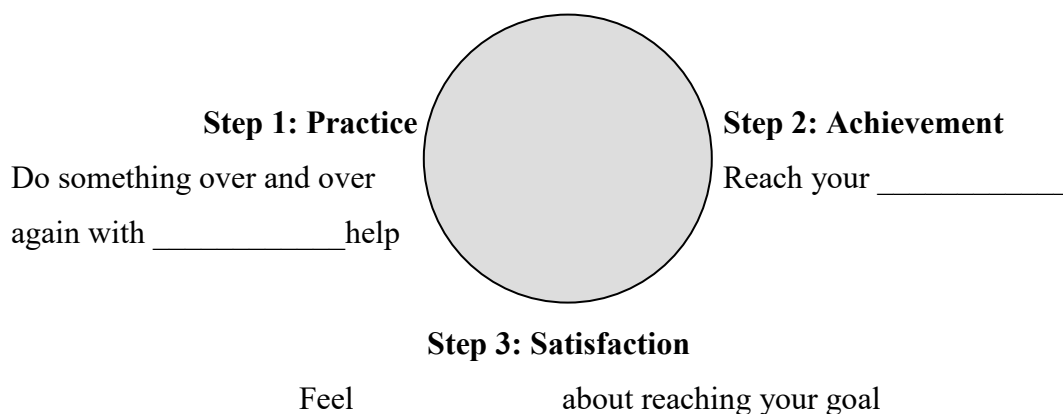 Step 1: Practice
Do something over and over
again with ____________help
Step 2: Achievement
Reach your ____________
Step 3: Satisfaction
Feel about reaching your goal